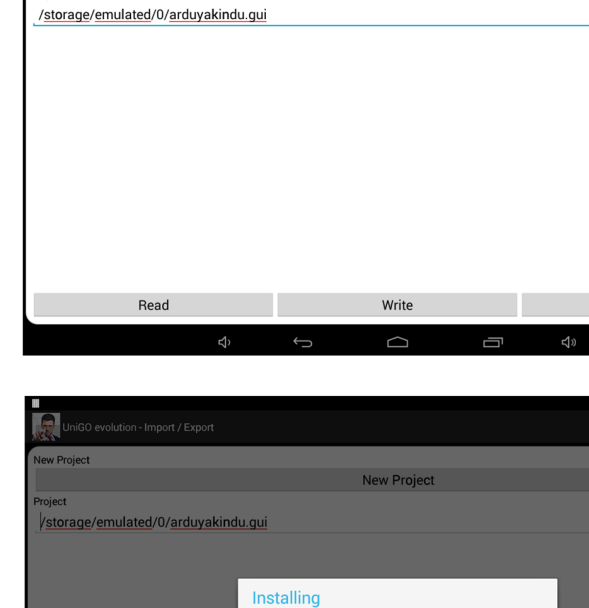 /storage/emulated/0/arduyakindu.gui
Read Write
UniGO evolution - Import / Export
New Project
New Project
Project
/storage/emulated/0/arduyakindu.gui
Installing